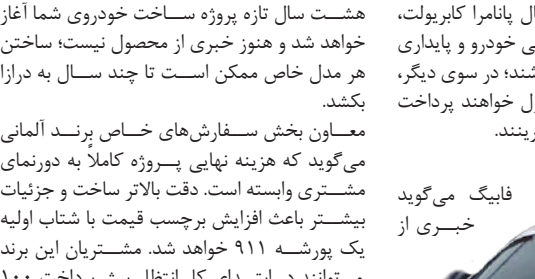 هشت سال تازه پروژه ساخت خودروی شما آغاز
خواهد شد و هنوز خبری از محصول نیست؛ ساختن
هر مدل خاص ممکن است تا چند سال به درازا
بکشد.
معاون بخش سفارش‌های خاص برند آلمانی
می‌گوید که هزینه نهایی پروژه کاملاً به دورنمای
مشتری وابسته است. دقت بالاتر ساخت و جزئیات
بیشتر باعث افزایش برچسب قیمت با شتاب اولیه
یک پورشه ۹۱۱ خواهد شد. مشتریان این برند
ال پانامرا کابریولت،
ی خودرو و پایداری
شند؛ در سوی دیگر،
ول خواهند پرداخت
رینند.
فابیگ می‌گوید
خبری از